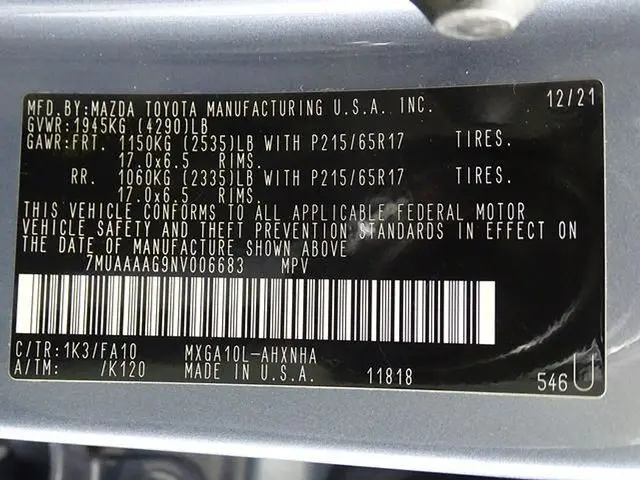 MFD.BY:MAZDA TOYOTA MANUFACTURING U.S.A. INC. 12/21
GVWR:1945KG (4290)LB
GAWR:FRT. 1150KG (2535)LB WITH P215/65R17 TIRES.
17.0x6.5 RIMS.
RR. 1060KG (2335)LB WITH P215/65R17 TIRES.
17.0x6.5 RIMS.
THIS VEHICLE CONFORMS TO ALL APPLICABLE FEDERAL MOTOR
VEHICLE SAFETY AND THEFT PREVENTION STANDARDS IN EFFECT ON
THE DATE OF MANUFACTURE SHOWN ABOVE
7MUAAAAG9NV006683 MPV
C/TR:1K3/FA10 MXGA10L-AHXNHA
A/TM: /K120 MADE IN U.S.A. 11818 546U